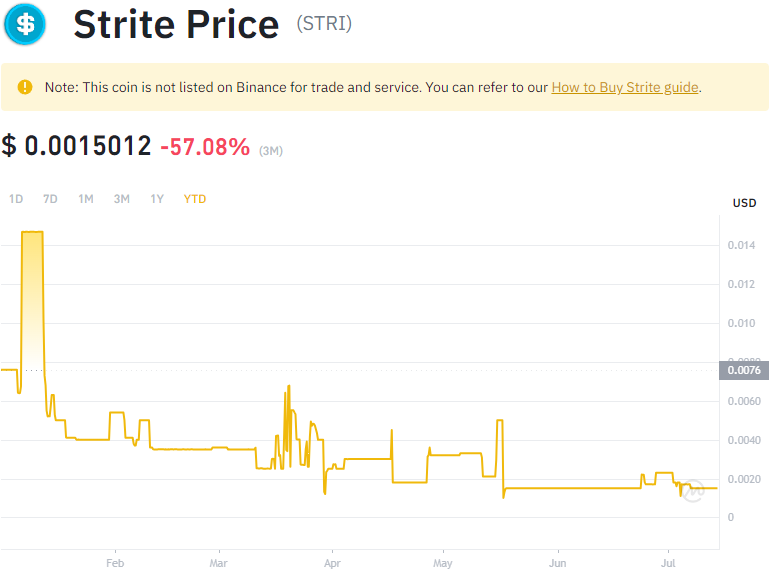 $
Strite Price (STRI)
! Note: This coin is not listed on Binance for trade and service. You can refer to our How to Buy Strite guide.
$ 0.0015012 -57.08% (3M)
1D 7D 1M 3M 1Y YTD
USD
0.014
0.012
0.010
0.0080
0.0076
0.0060
0.0040
0.0020
0
Feb Mar Apr May Jun Jul